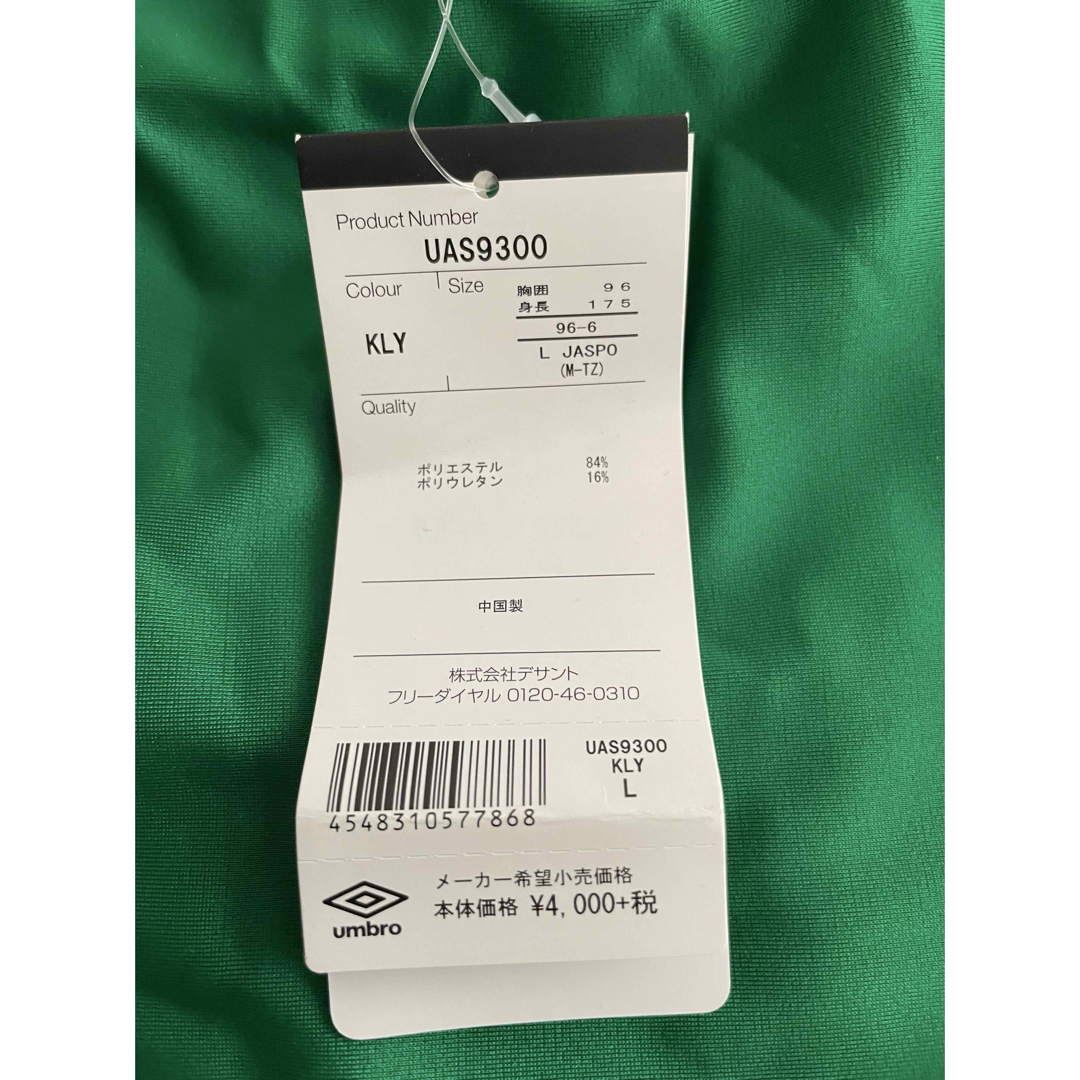 Product Number
UAS9300
Colour
Size
胸囲 96
身長 175
96-6
KLY
L JASPO
(M-TZ)
Quality
ポリエステル 84%
ポリウレタン 16%
中国製
株式会社デサント
フリーダイヤル 0120-46-0310
UAS9300
KLY
L
4548310577868
メーカー希望小売価格
本体価格 ¥4,000+税
umbro